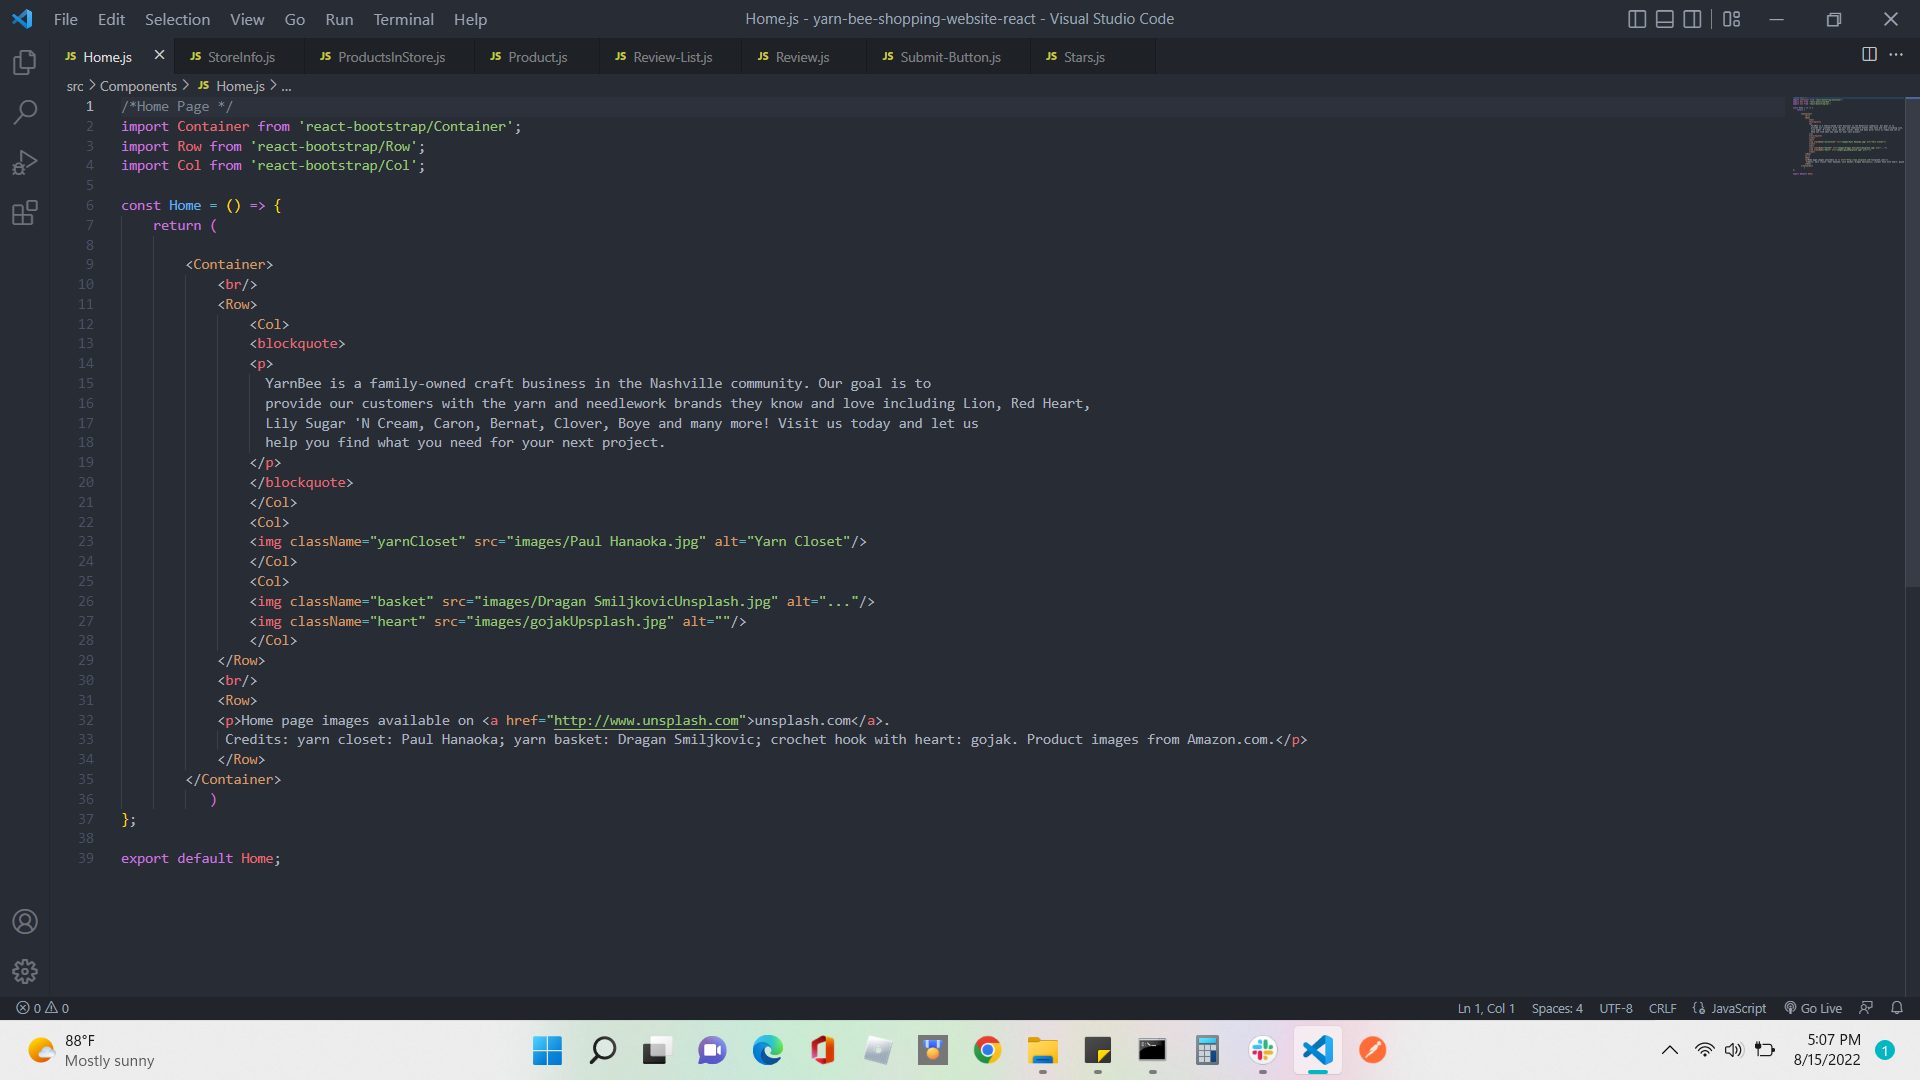 File Edit Selection View Go Run Terminal Help
Home.js - yarn-bee-shopping-website-react - Visual Studio Code
JS Home.js JS StoreInfo.js JS ProductsInStore.js JS Product.js JS Review-List.js JS Review.js JS Submit-Button.js JS Stars.js
src > Components > JS Home.js > ...
1 /*Home Page */
2 import Container from 'react-bootstrap/Container';
3 import Row from 'react-bootstrap/Row';
4 import Col from 'react-bootstrap/Col';
5
6 const Home = () => {
7 return (
8
9 <Container>
10 <br/>
11 <Row>
12 <Col>
13 <blockquote>
14 <p>
15 YarnBee is a family-owned craft business in the Nashville community. Our goal is to
16 provide our customers with the yarn and needlework brands they know and love including Lion, Red Heart,
17 Lily Sugar 'N Cream, Caron, Bernat, Clover, Boye and many more! Visit us today and let us
18 help you find what you need for your next project.
19 </p>
20 </blockquote>
21 </Col>
22 <Col>
23 <img className="yarnCloset" src="images/Paul Hanaoka.jpg" alt="Yarn Closet"/>
24 </Col>
25 <Col>
26 <img className="basket" src="images/Dragan SmiljkovicUnsplash.jpg" alt="..."/>
27 <img className="heart" src="images/gojakUpsplash.jpg" alt=""/>
28 </Col>
29 </Row>
30 <br/>
31 <Row>
32 <p>Home page images available on <a href="http://www.unsplash.com">unsplash.com</a>.
33 Credits: yarn closet: Paul Hanaoka; yarn basket: Dragan Smiljkovic; crochet hook with heart: gojak. Product images from Amazon.com.</p>
34 </Row>
35 </Container>
36 )
37 };
38
39 export default Home;
0 0
Ln 1, Col 1 Spaces: 4 UTF-8 CRLF {} JavaScript Go Live
88°F
Mostly sunny
5:07 PM
8/15/2022
1